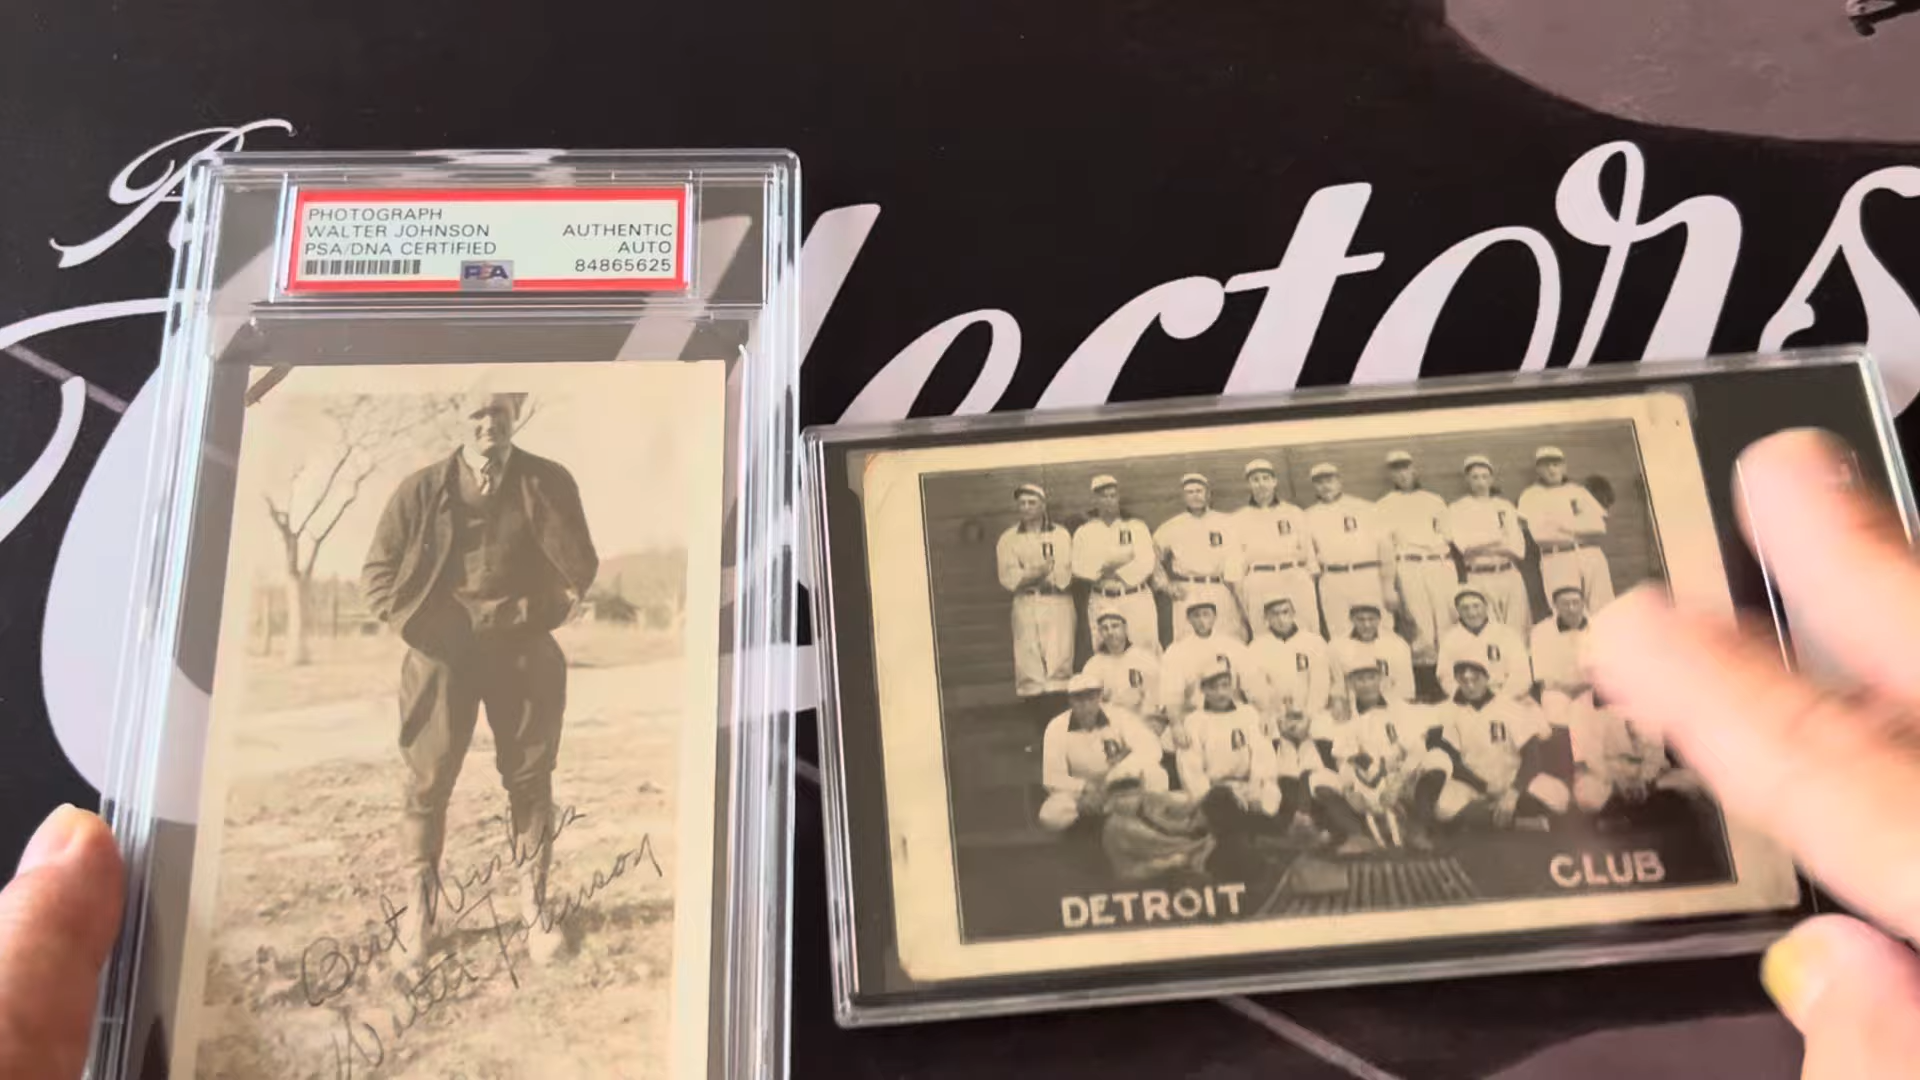 PHOTOGRAPH
WALTER JOHNSON
PSA/DNA CERTIFIED
AUTHENTIC
AUTO
84865625
PSA
Best Wishes
Walter Johnson
DETROIT CLUB